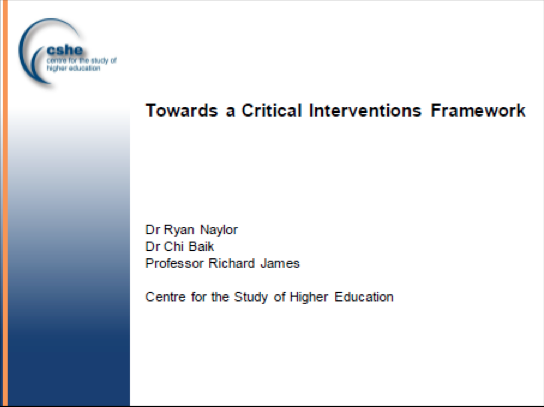 cshe
centre for the study of
higher education
Towards a Critical Interventions Framework
Dr Ryan Naylor
Dr Chi Baik
Professor Richard James
Centre for the Study of Higher Education